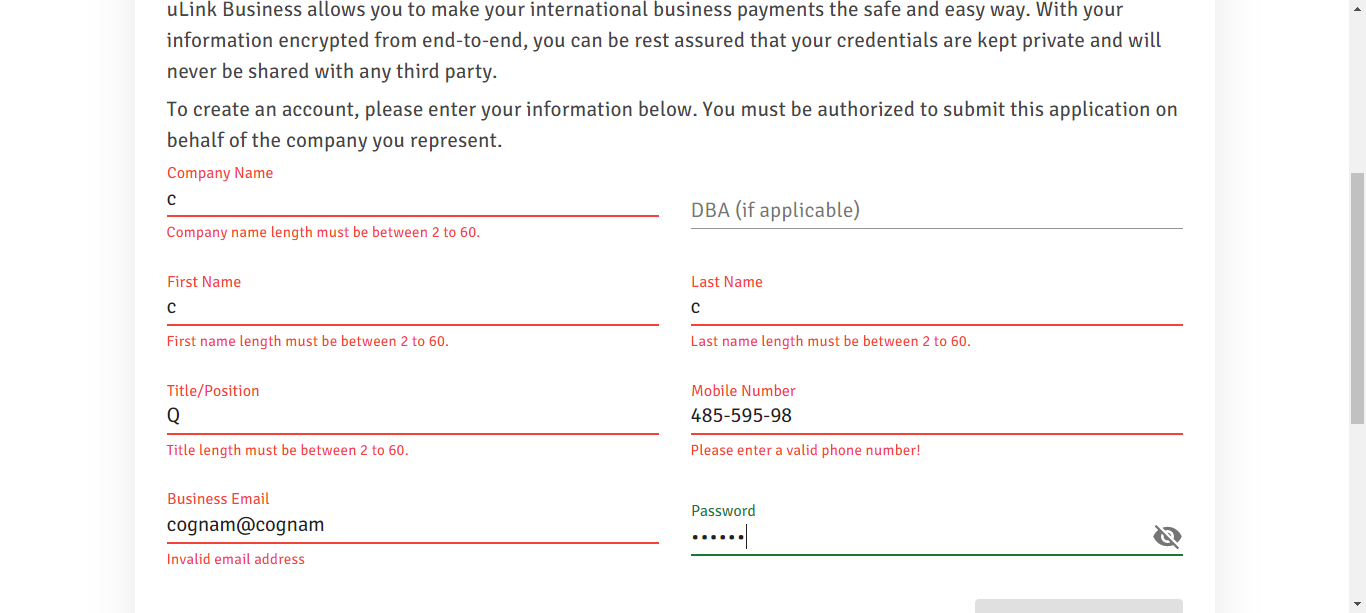 uLink Business allows you to make your international business payments the safe and easy way. With your
information encrypted from end-to-end, you can be rest assured that your credentials are kept private and will
never be shared with any third party.
To create an account, please enter your information below. You must be authorized to submit this application on
behalf of the company you represent.
Company Name
c
Company name length must be between 2 to 60.
DBA (if applicable)
First Name
c
First name length must be between 2 to 60.
Last Name
c
Last name length must be between 2 to 60.
Title/Position
Q
Title length must be between 2 to 60.
Mobile Number
485-595-98
Please enter a valid phone number!
Business Email
cognam@cognam
Invalid email address
Password
••••••